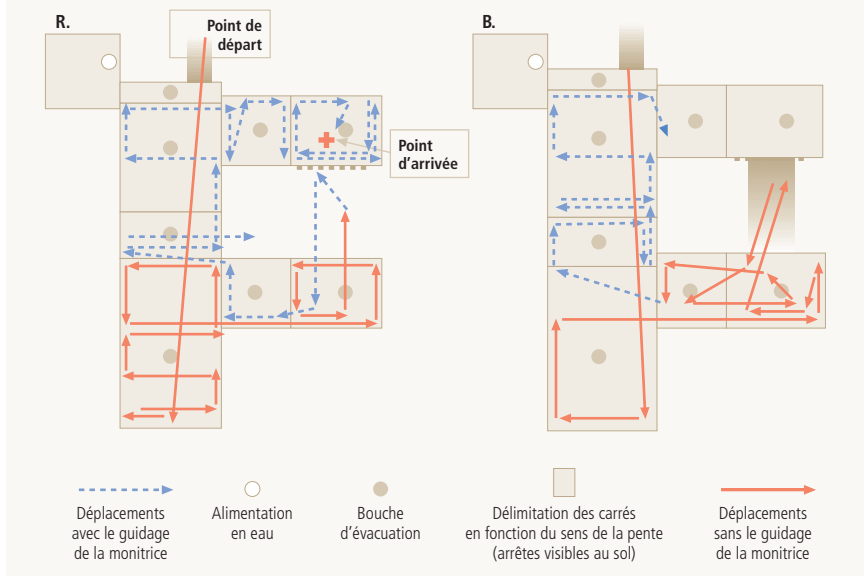 R.
Point de
départ
B.
Point
d'arrivée
Déplacements
avec le guidage
de la monitrice
Alimentation
en eau
Bouche
d'évacuation
Délimitation des carrés
en fonction du sens de la pente
(arrêtes visibles au sol)
Déplacements
sans le guidage
de la monitrice